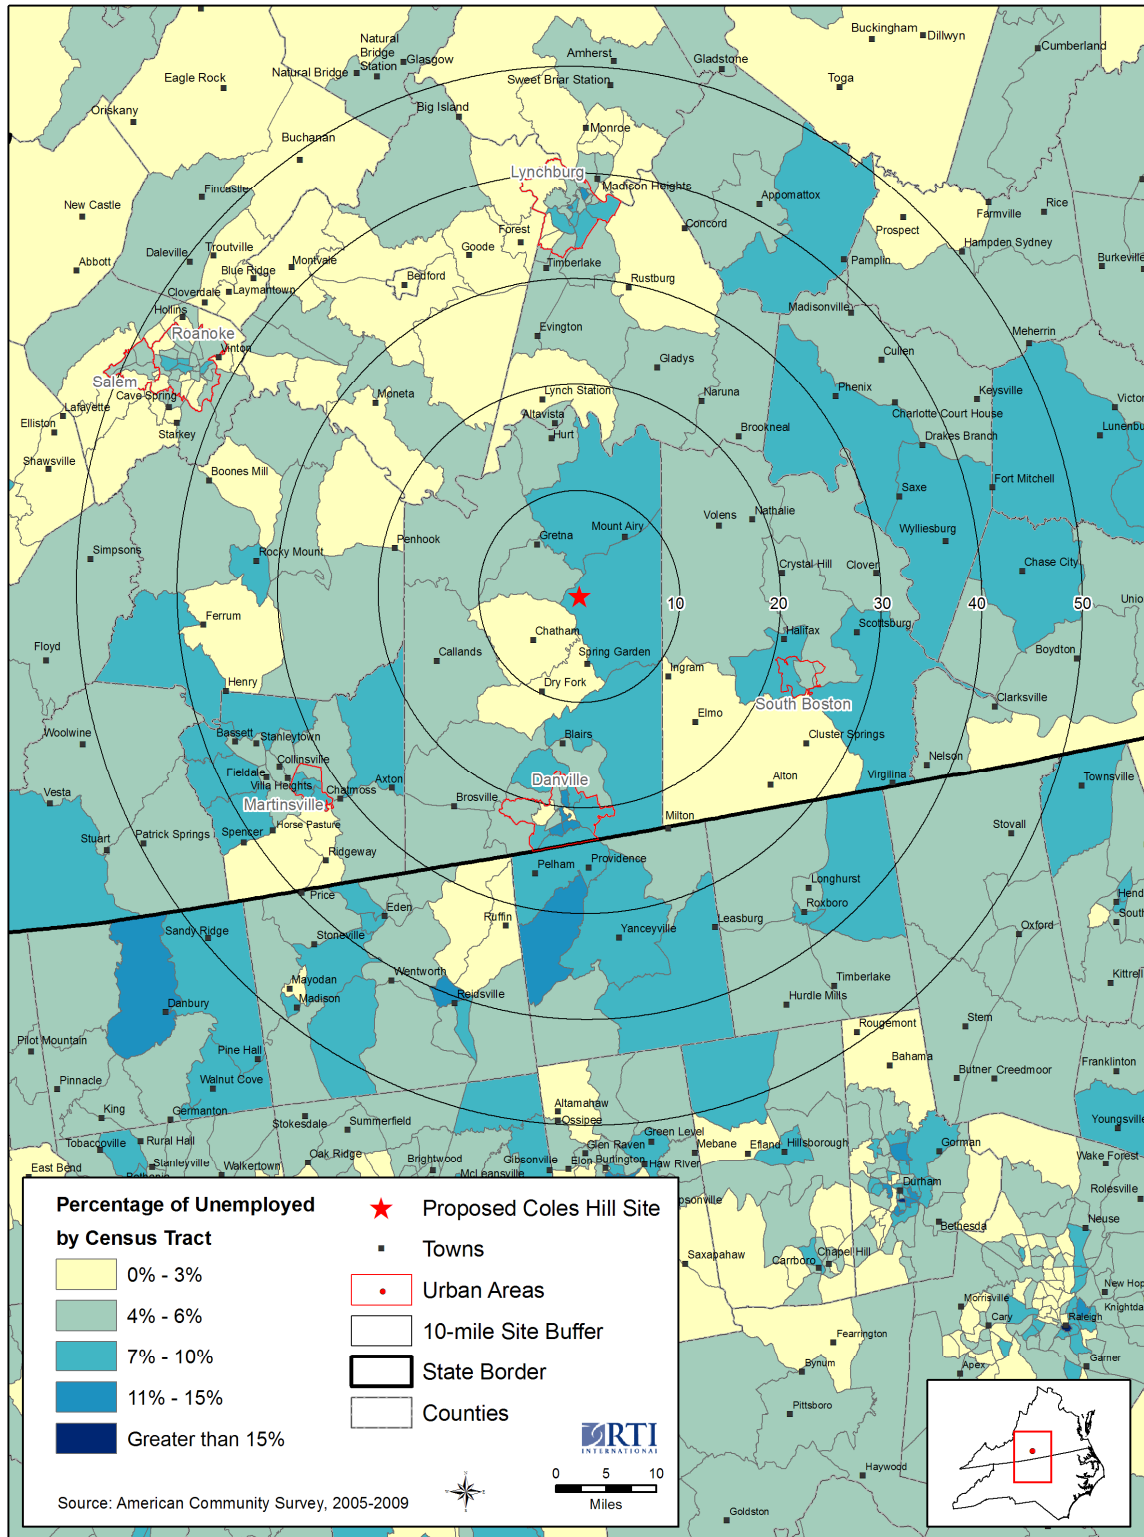 Buckingham
Dillwyn
Natural
Bridge
Station
Glasgow
Natural Bridge
Amherst
Gladstone
Cumberland
Eagle Rock
Sweet Briar Station
Toga
Oriskany
Big Island
Monroe
Buchanan
Lynchburg
Madison Heights
Fincastle
Appomattox
New Castle
Concord
Farmville
Rice
Forest
Prospect
Daleville
Troutville
Goode
Hampden Sydney
Abbott
Blue Ridge
Montvale
Timberlake
Pamplin
Burkeville
Cloverdale
Laymantown
Bedford
Rustburg
Hollins
Madisonville
Roanoke
Evington
Meherrin
Vinton
Cullen
Salem
Gladys
Cave Spring
Moneta
Lynch Station
Naruna
Phenix
Keysville
Victor
Lafayette
Altavista
Charlotte Court House
Elliston
Starkey
Hurt
Brookneal
Drakes Branch
Lunenbu
Shawsville
Boones Mill
Saxe
Fort Mitchell
Volens
Nathalie
Simpsons
Rocky Mount
Penhook
Gretna
Mount Airy
Wylliesburg
Crystal Hill
Clover
Chase City
10
20
30
40
50
Unio
Ferrum
Chatham
Halifax
Scottsburg
Floyd
Callands
Spring Garden
Boydton
Henry
Dry Fork
Ingram
South Boston
Clarksville
Elmo
Woolwine
Bassett
Stanleytown
Blairs
Cluster Springs
Collinsville
Nelson
Fieldale
Villa Heights
Axton
Danville
Alton
Virgilina
Townsville
Vesta
Martinsville
Chatmoss
Brosville
Milton
Stuart
Patrick Springs
Spencer
Horse Pasture
Stovall
Ridgeway
Pelham
Providence
Longhurst
Price
Hend
Eden
Ruffin
Roxboro
South
Sandy Ridge
Stoneville
Yanceyville
Leasburg
Oxford
Mayodan
Wentworth
Timberlake
Kittrel
Danbury
Madison
Reidsville
Hurdle Mills
Pilot Mountain
Pine Hall
Rougemont
Stem
Pinnacle
Walnut Cove
Bahama
Butner
Creedmoor
Franklinton
King
Germanton
Stokesdale
Summerfield
Altamahaw
Ossipee
Youngsville
Tobaccoville
Rural Hall
Green Level
Glen Raven
Mebane
Efland
Hillsborough
Gorman
East Bend
Stanleyville
Walkertown
Oak Ridge
Brightwood
McLeansville
Gibsonville
Elon
Burlington
Haw River
Wake Forest
Durham
Rolesville
Bethesda
Neuse
Saxapahaw
Carrboro
Chapel Hill
New Hop
Morrisville
Cary
Raleigh
Knightda
Fearrington
Bynum
Apex
Garner
Pittsboro
Haywood
Goldston
Percentage of Unemployed
by Census Tract
0% - 3%
4% - 6%
7% - 10%
11% - 15%
Greater than 15%
Proposed Coles Hill Site
Towns
Urban Areas
10-mile Site Buffer
State Border
Counties
RTI
INTERNATIONAL
0 5 10
Miles
Source: American Community Survey, 2005-2009